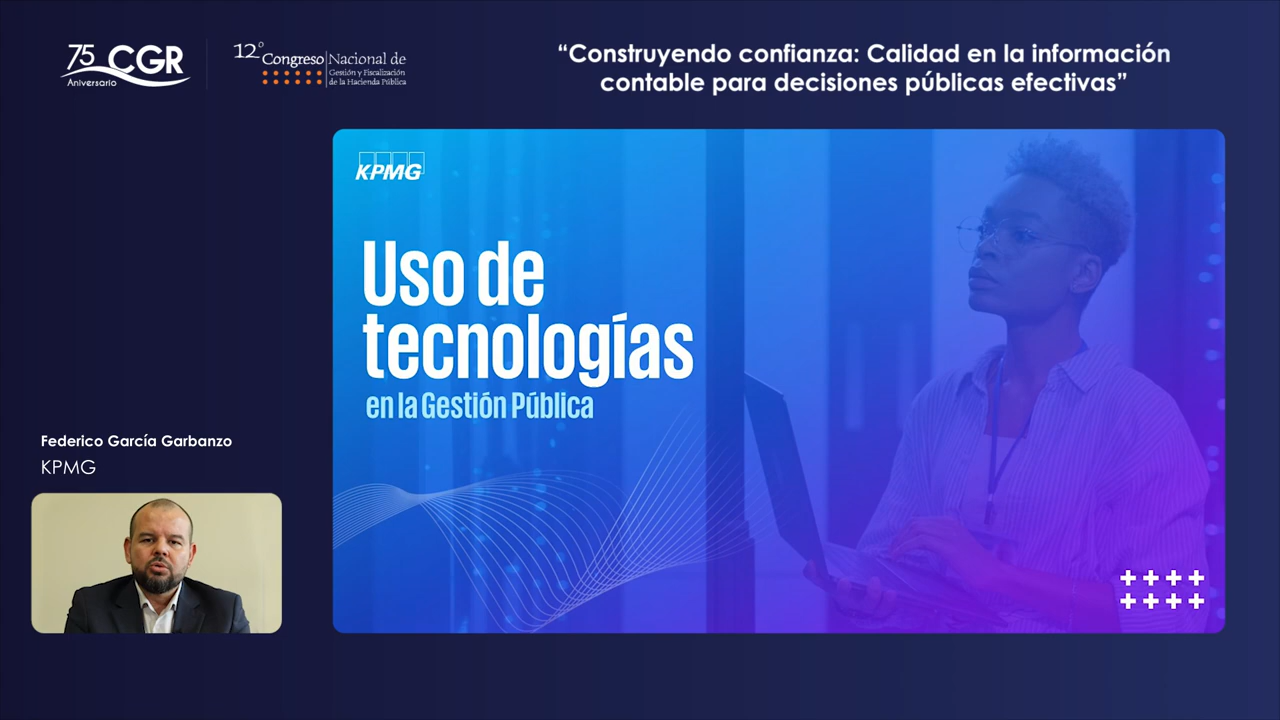 75 CGR
Aniversario
12° Congreso Nacional de
Gestión y Fiscalización
de la Hacienda Pública
“Construyendo confianza: Calidad en la información
contable para decisiones públicas efectivas”
KPMG
Uso de
tecnologías
en la Gestión Pública
Federico García Garbanzo
KPMG